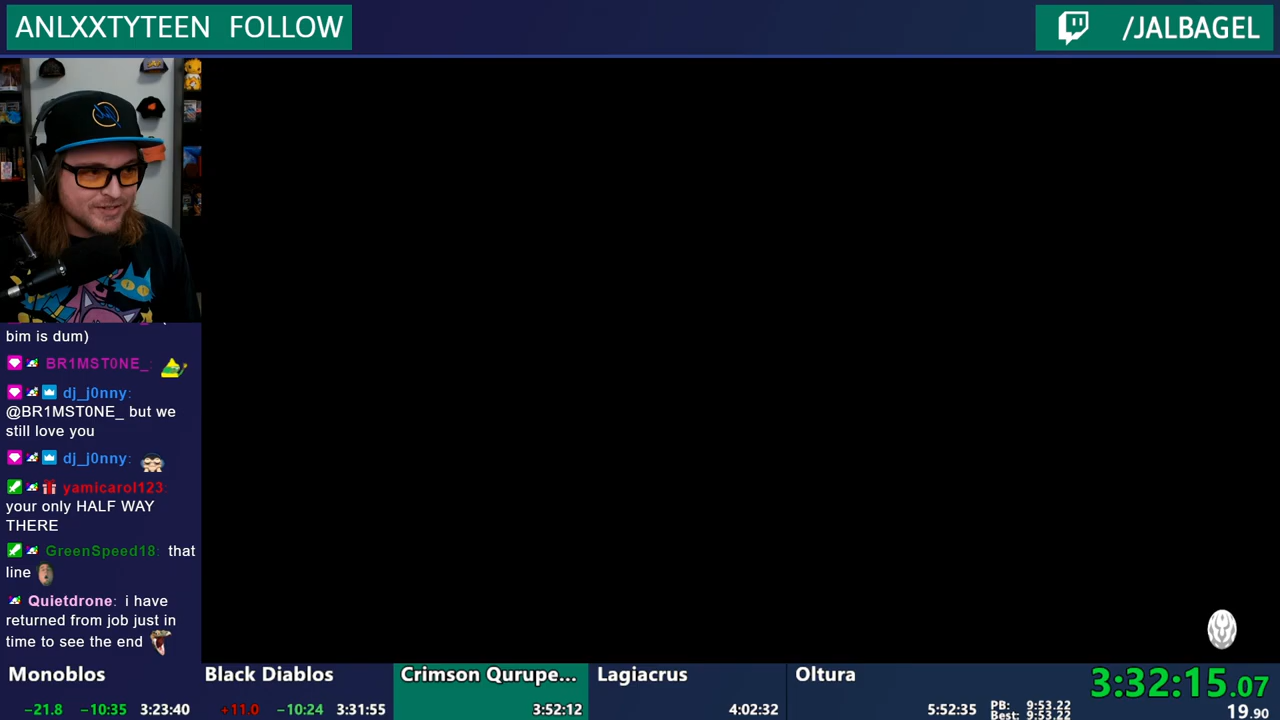 ANLXXTYTEEN FOLLOW
/JALBAGEL
bim is dum)
BR1MST0NE_:
dj_j0nny:
@BR1MST0NE_ but we
still love you
dj_j0nny:
yamicarol123:
your only HALF WAY
THERE
GreenSpeed18: that
line
Quietdrone: i have
returned from job just in
time to see the end
Monoblos
-21.8 -10:35 3:23:40
Black Diablos
+11.0 -10:24 3:31:55
Crimson Qurupe...
3:52:12
Lagiacrus
4:02:32
Oltura
5:52:35
PB: 9:53.22
Best: 9:53.22
3:32:15.07
19.90